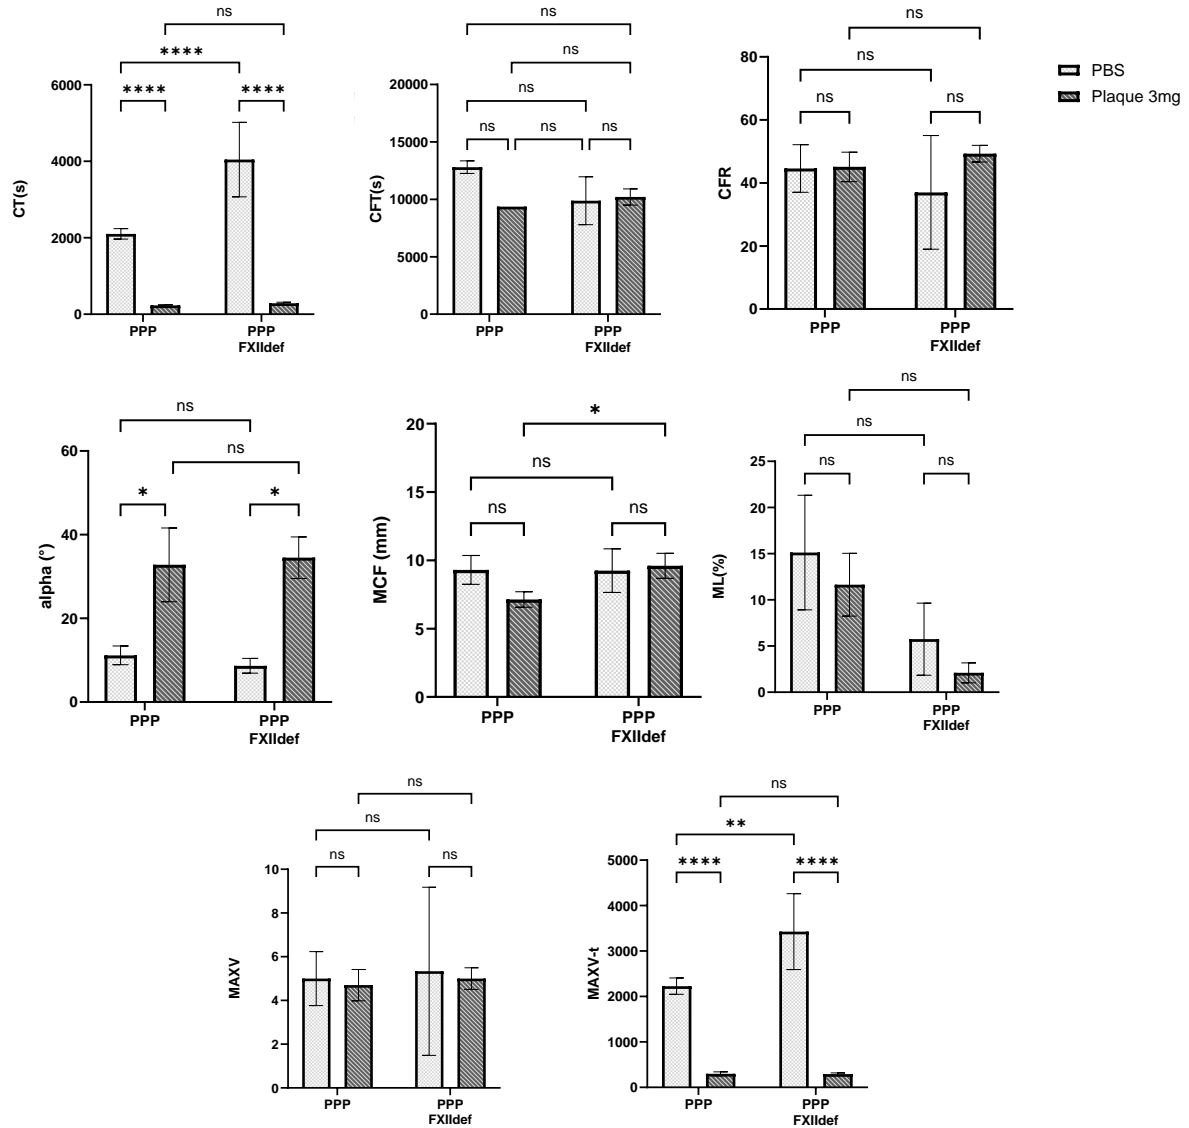 ns
****
6000
****
****
4000
CT(s)
2000
0
PPP
PPP
FXIIdef
ns
ns
20000
ns
ns
ns
ns
15000
CFT(s)
10000
5000
0
PPP
PPP
FXIIdef
ns
ns
80
ns
ns
60
CFR
40
20
0
PPP
PPP
FXIIdef
PBS
Plaque 3mg
ns
ns
60
*
*
40
alpha (°)
20
0
PPP
PPP
FXIIdef
*
20
ns
15
ns
ns
MCF (mm)
10
5
0
PPP
PPP
FXIIdef
ns
ns
25
ns
ns
20
15
ML(%)
10
5
0
PPP
PPP
FXIIdef
ns
ns
ns
ns
10
8
6
MAXV
4
2
0
PPP
PPP
FXIIdef
ns
**
5000
****
****
4000
3000
MAXV-t
2000
1000
0
PPP
PPP
FXIIdef